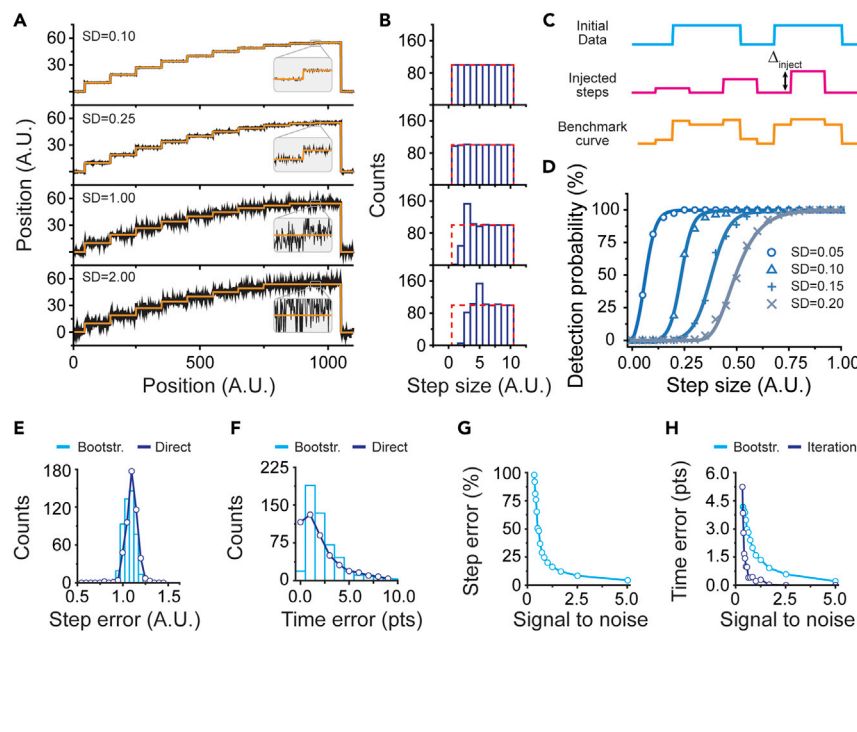 A
SD=0.10
60
30
0
SD=0.25
60
30
SD=1.00
60
30
0
SD=2.00
60
30
0
Position (A.U.)
0
500
1000
Position (A.U.)
B
160
80
0
160
80
0
160
80
0
160
80
0
Counts
0
5
10
Step size (A.U.)
C
Initial
Data
Δinject
Injected
steps
Benchmark
curve
D
Detection probability (%)
100
75
50
25
0
SD=0.05
SD=0.10
SD=0.15
SD=0.20
0.00
0.25
0.50
0.75
1.00
Step size (A.U.)
E
Bootstr.
Direct
Counts
180
120
60
0
0.5
1.0
1.5
Step error (A.U.)
F
Bootstr.
Direct
Counts
225
150
75
0
0.0
5.0
10.0
Time error (pts)
G
Step error (%)
100
75
50
25
0
0
2.5
5.0
Signal to noise
H
Bootstr.
Iteration
Time error (pts)
6.0
4.5
3.0
1.5
0.0
0
2.5
5.0
Signal to noise